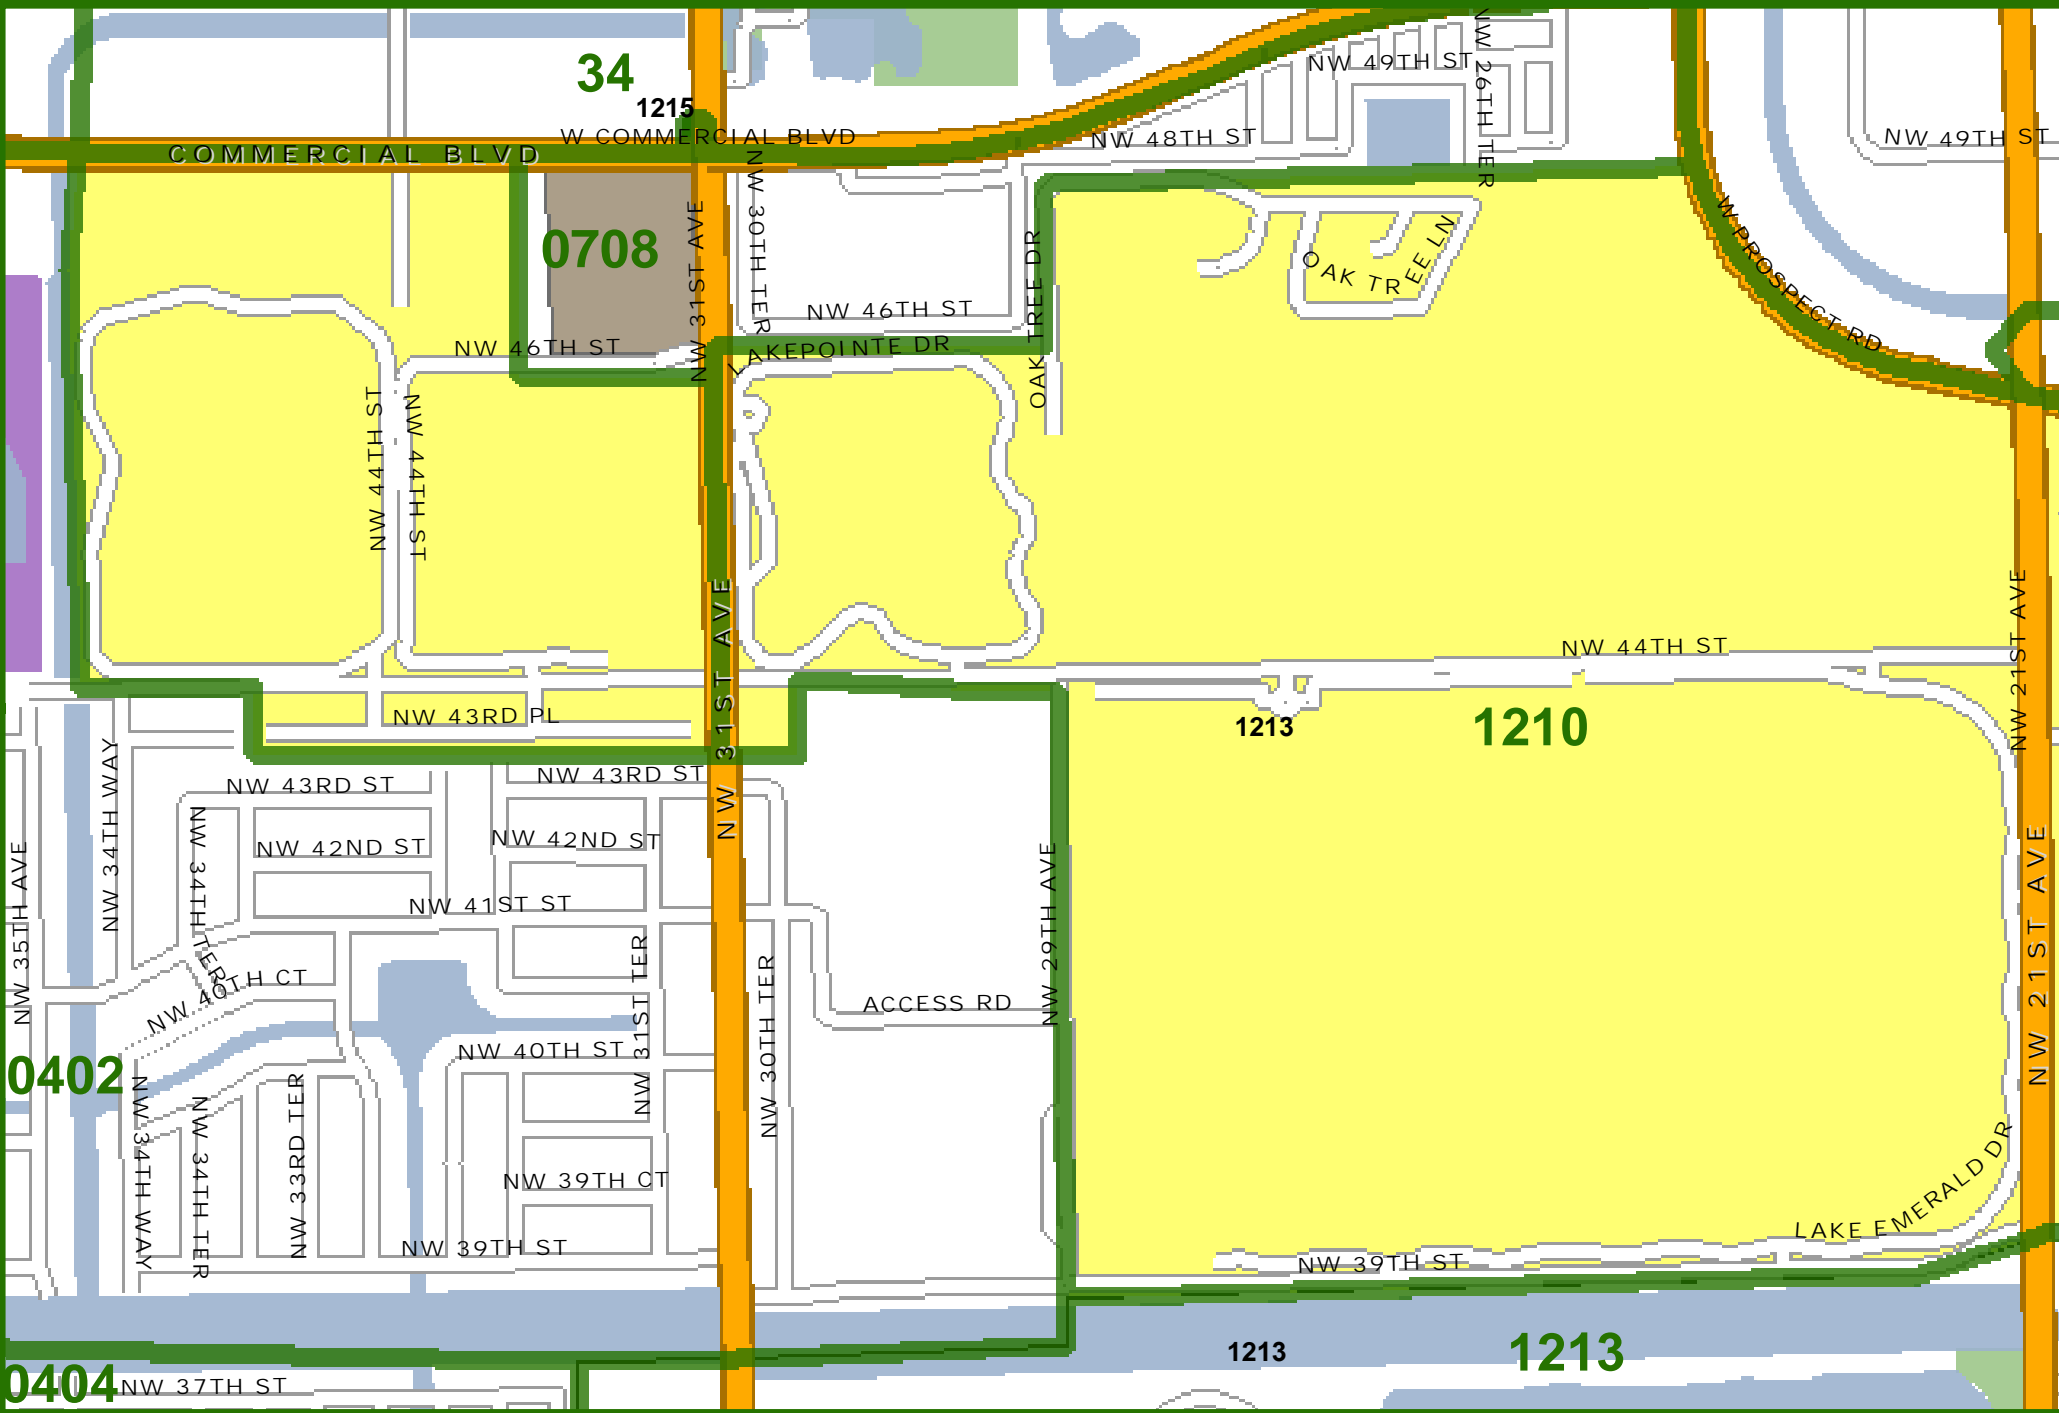 34
1215
W COMMERCIAL BLVD
COMMERCIAL BLVD
NW 49TH ST
NW 26TH TER
NW 48TH ST
NW 49TH ST
0708
NW 31ST AVE
NW 30TH TER
OAK TREE DR
OAK TREE LN
W PROSPECT RD
NW 46TH ST
NW 46TH ST
LAKEPOINTE DR
NW 44TH ST
NW 44TH ST
NW 31ST AVE
NW 44TH ST
NW 21ST AVE
NW 43RD PL
1213
1210
NW 34TH WAY
NW 43RD ST
NW 43RD ST
NW 34TH TER
NW 42ND ST
NW 42ND ST
NW 35TH AVE
NW 41ST ST
NW 29TH AVE
NW 21ST AVE
NW 31ST TER
NW 30TH TER
NW 40TH CT
ACCESS RD
NW 40TH ST
0402
NW 34TH WAY
NW 34TH TER
NW 33RD TER
NW 39TH CT
NW 39TH ST
LAKE EMERALD DR
NW 39TH ST
1213
1213
0404
NW 37TH ST